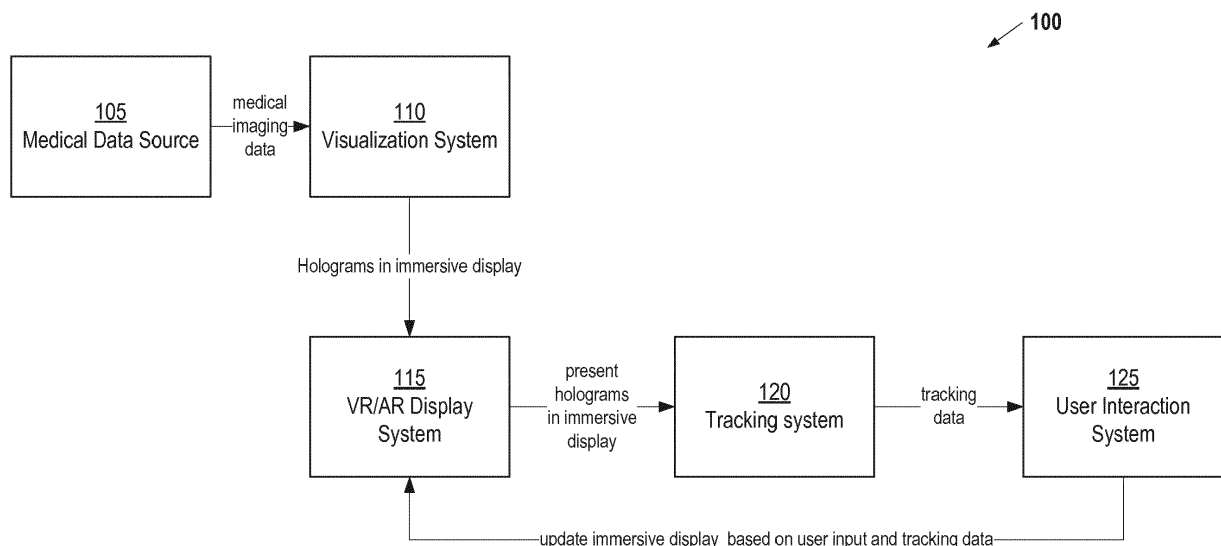 100
105
Medical Data Source
medical
imaging
data
110
Visualization System
Holograms in immersive display
115
VR/AR Display
System
present
holograms
in immersive
display
120
Tracking system
tracking
data
125
User Interaction
System
update immersive display based on user input and tracking data